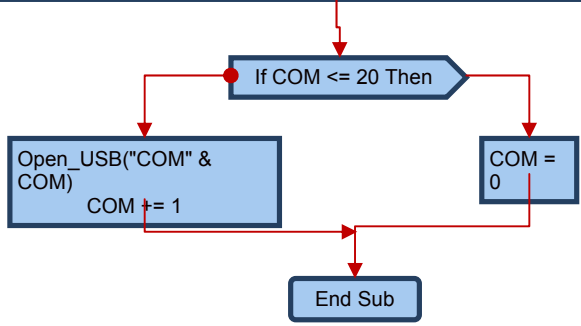 If COM <= 20 Then
Open_USB("COM" &
COM)
COM += 1
COM =
0
End Sub